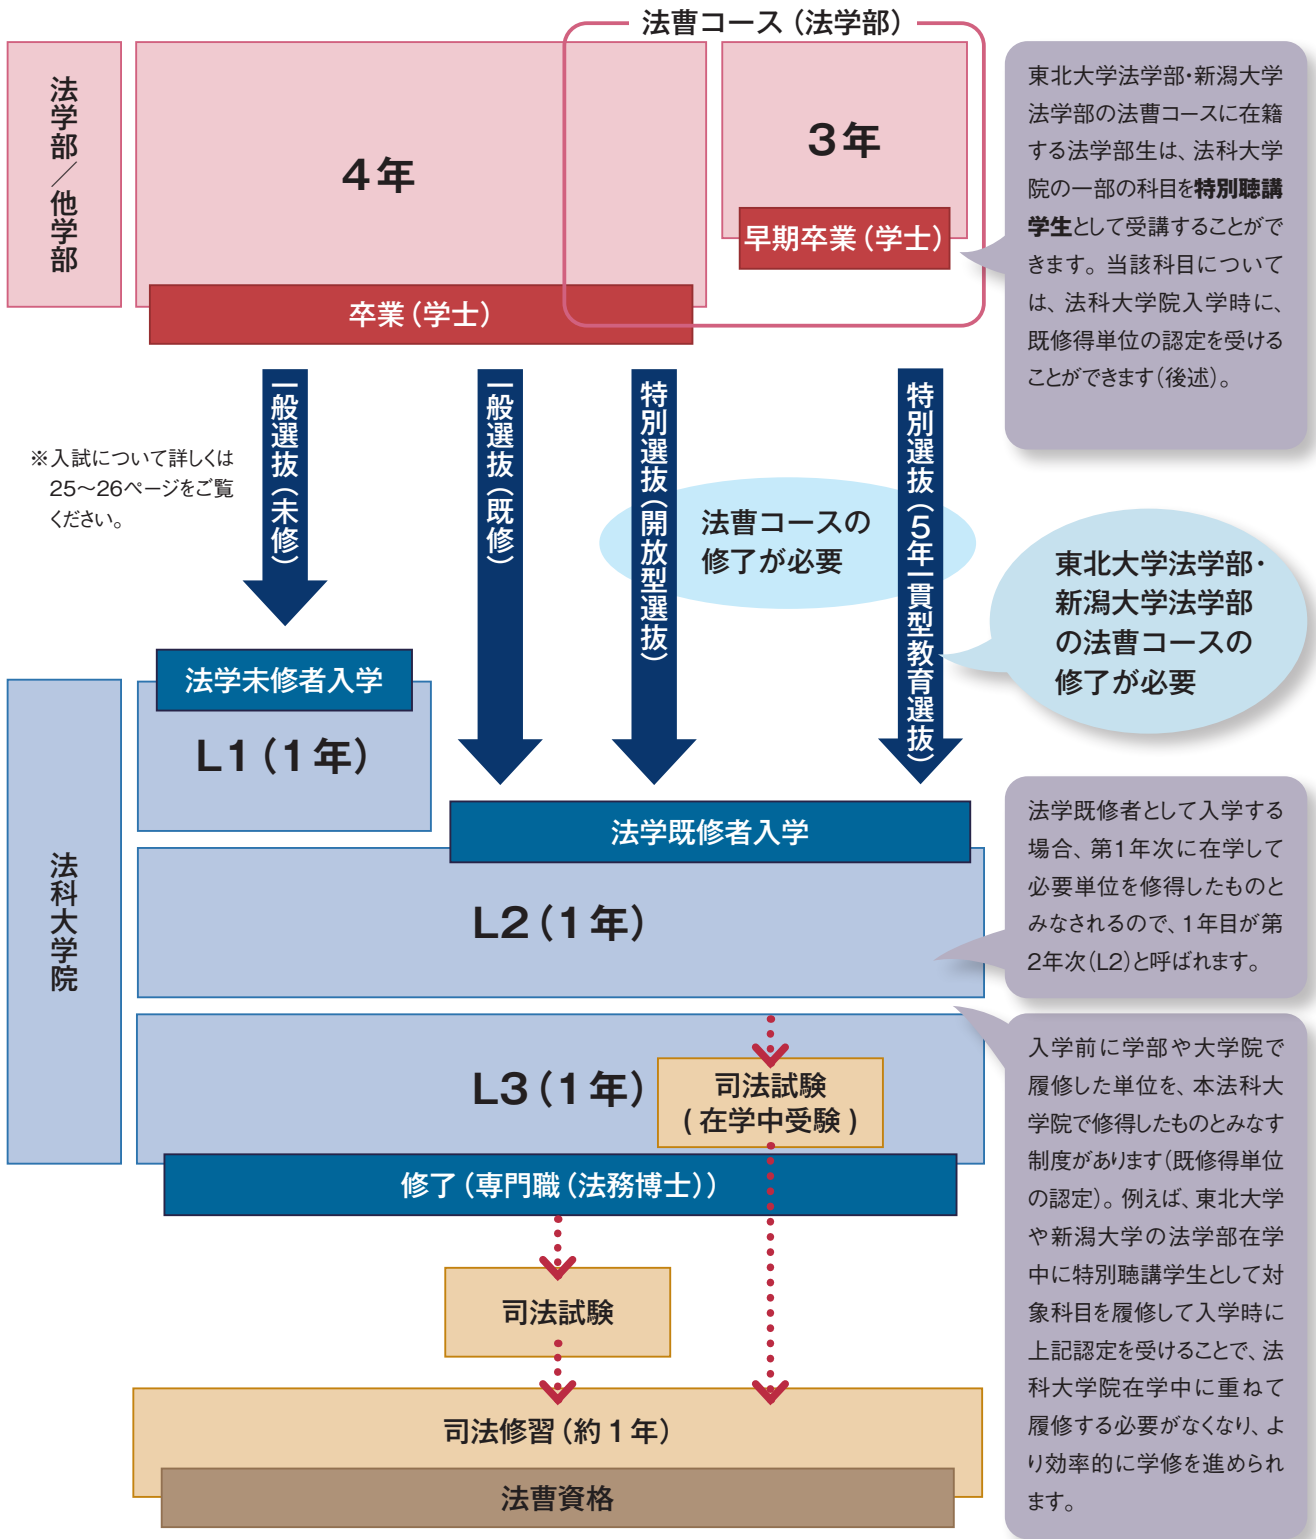 法曹コース（法学部）
法学部／他学部
4年
3年
早期卒業（学士）
卒業（学士）
東北大学法学部・新潟大学
法学部の法曹コースに在籍
する法学部生は、法科大学
院の一部の科目を特別聴講
学生として受講することがで
きます。当該科目について
は、法科大学院入学時に、
既修得単位の認定を受ける
ことができます（後述）。
※入試について詳しくは
25～26ページをご覧
ください。
一般選抜（未修）
一般選抜（既修）
特別選抜（開放型選抜）
特別選抜（5年一貫型教育選抜）
法曹コースの
修了が必要
東北大学法学部・
新潟大学法学部
の法曹コースの
修了が必要
法科大学院
法学未修者入学
L1（1年）
法学既修者入学
L2（1年）
法学既修者として入学する
場合、第1年次に在学して
必要単位を修得したものと
みなされるので、1年目が第
2年次（L2）と呼ばれます。
L3（1年）
司法試験
（在学中受験）
修了（専門職（法務博士））
司法試験
司法修習（約1年）
法曹資格
入学前に学部や大学院で
履修した単位を、本法科大
学院で修得したものとみなす
制度があります（既修得単位
の認定）。例えば、東北大学
や新潟大学の法学部在学
中に特別聴講学生として対
象科目を履修して入学時に
上記認定を受けることで、法
科大学院在学中に重ねて
履修する必要がなくなり、よ
り効率的に学修を進められ
ます。